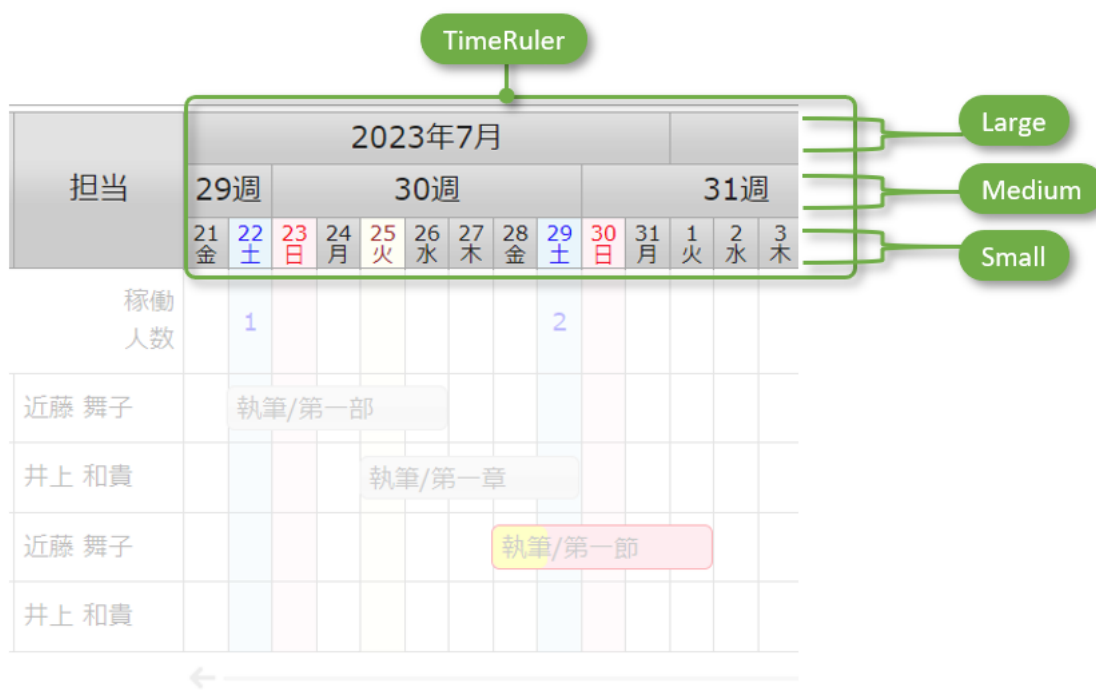 TimeRuler
2023年7月
Large
担当
29週 30週 31週
Medium
21 22 23 24 25 26 27 28 29 30 31 1 2 3
金 土 日 月 火 水 木 金 土 日 月 火 水 木
Small
稼働
人数
1 2
近藤 舞子
執筆/第一部
井上 和貴
執筆/第一章
近藤 舞子
執筆/第一節
井上 和貴